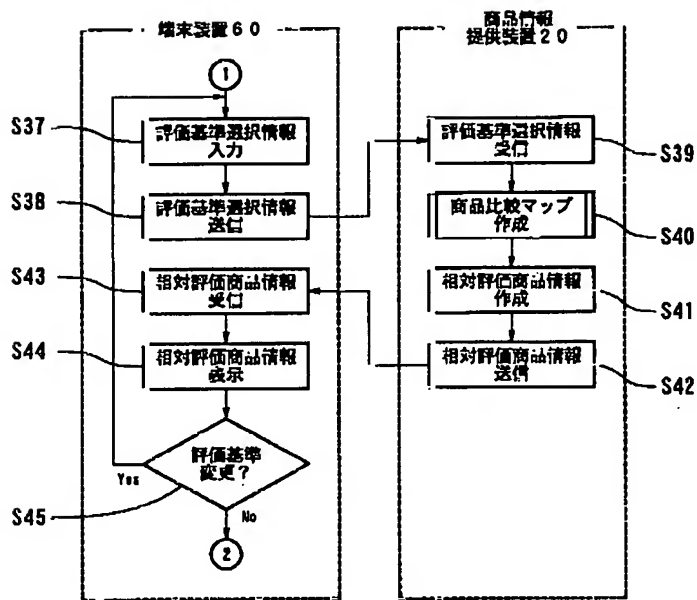 端末装置60
商品情報
提供装置20
1
S37
評価基準選択情報
入力
S38
評価基準選択情報
送信
評価基準選択情報
受信
S39
商品比較マップ
作成
S40
S43
相対評価商品情報
受信
相対評価商品情報
作成
S41
S44
相対評価商品情報
表示
相対評価商品情報
送信
S42
評価基準
変更?
Yes
S45
No
2